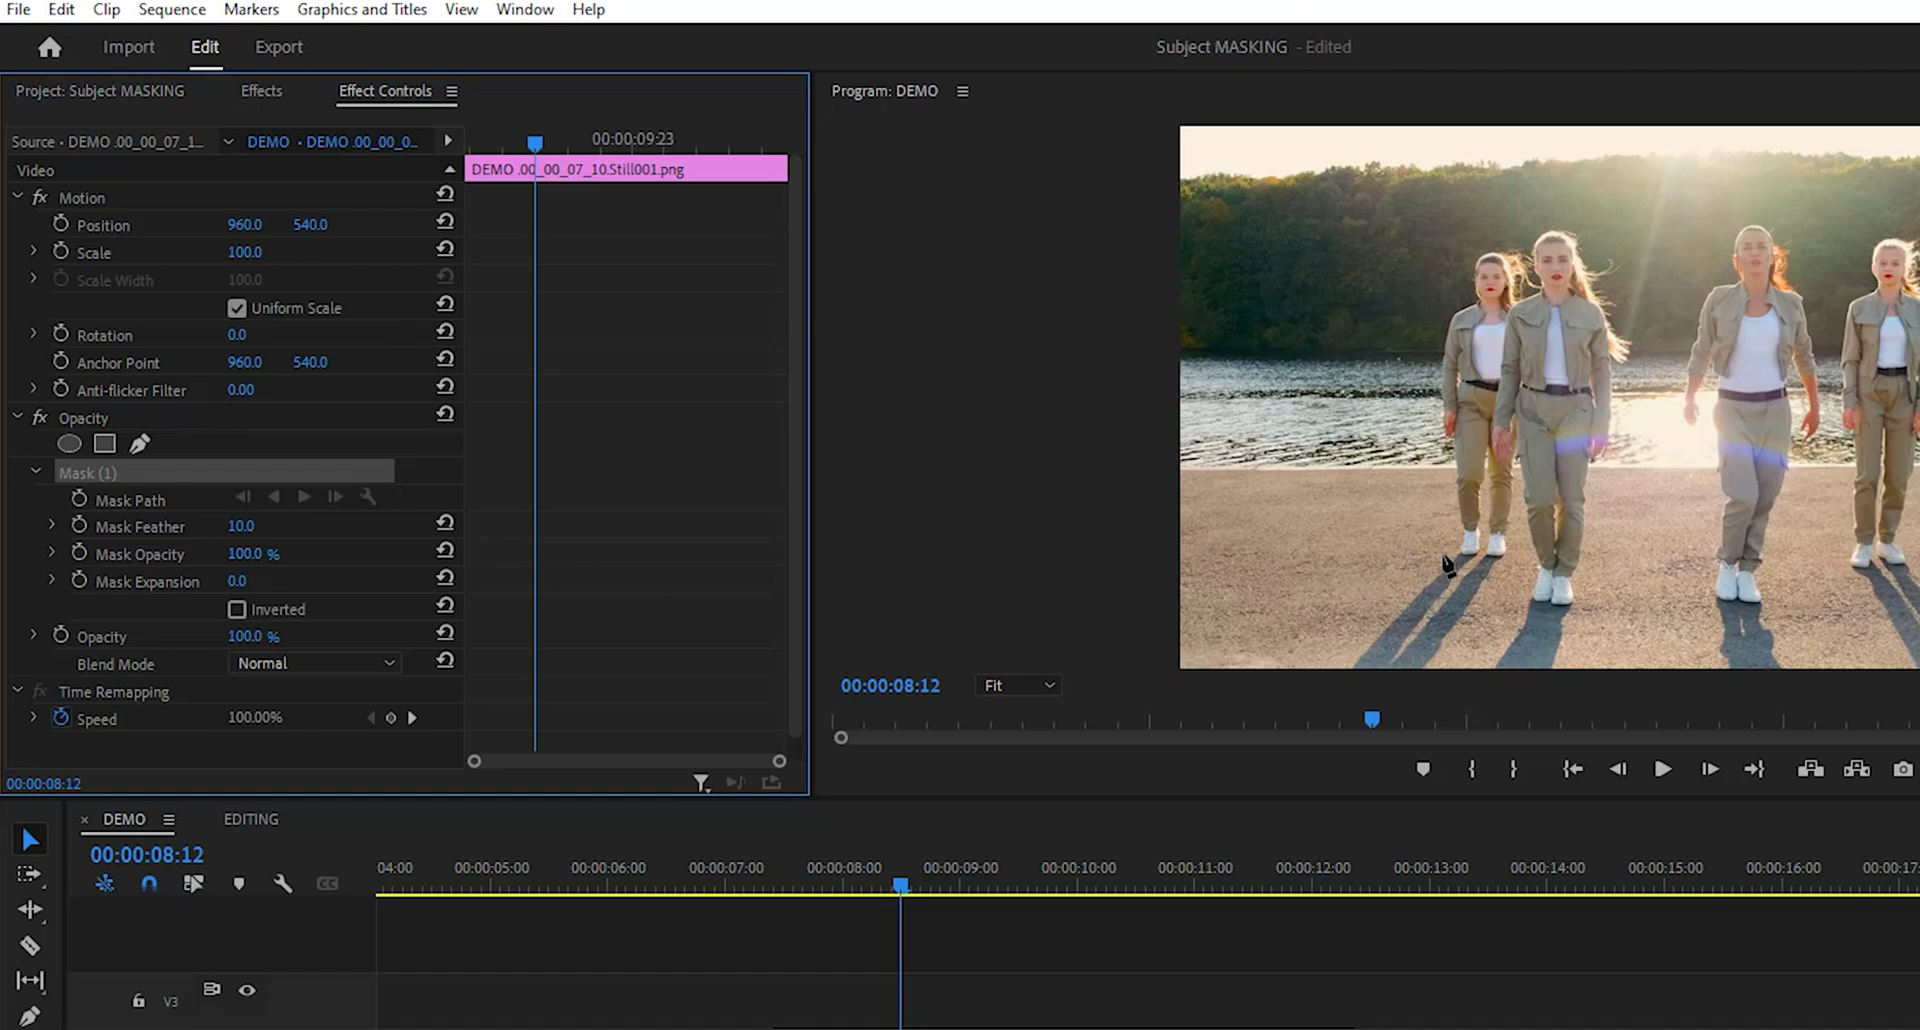 File Edit Clip Sequence Markers Graphics and Titles View Window Help
Import Edit Export Subject MASKING - Edited
Project: Subject MASKING Effects Effect Controls
Program: DEMO
Source • DEMO .00_00_07_1... DEMO • DEMO .00_00_0...
00:00:09:23
Video
DEMO .00_00_07_10.Still001.png
fx Motion
Position 960.0 540.0
Scale 100.0
Scale Width 100.0
Uniform Scale
Rotation 0.0
Anchor Point 960.0 540.0
Anti-flicker Filter 0.00
fx Opacity
Mask (1)
Mask Path
Mask Feather 10.0
Mask Opacity 100.0 %
Mask Expansion 0.0
Inverted
Opacity 100.0 %
Blend Mode Normal
fx Time Remapping
Speed 100.00%
00:00:08:12
00:00:08:12 Fit
× DEMO EDITING
00:00:08:12
04:00 00:00:05:00 00:00:06:00 00:00:07:00 00:00:08:00 00:00:09:00 00:00:10:00 00:00:11:00 00:00:12:00 00:00:13:00 00:00:14:00 00:00:15:00 00:00:16:00 00:00:17:
CC
V3